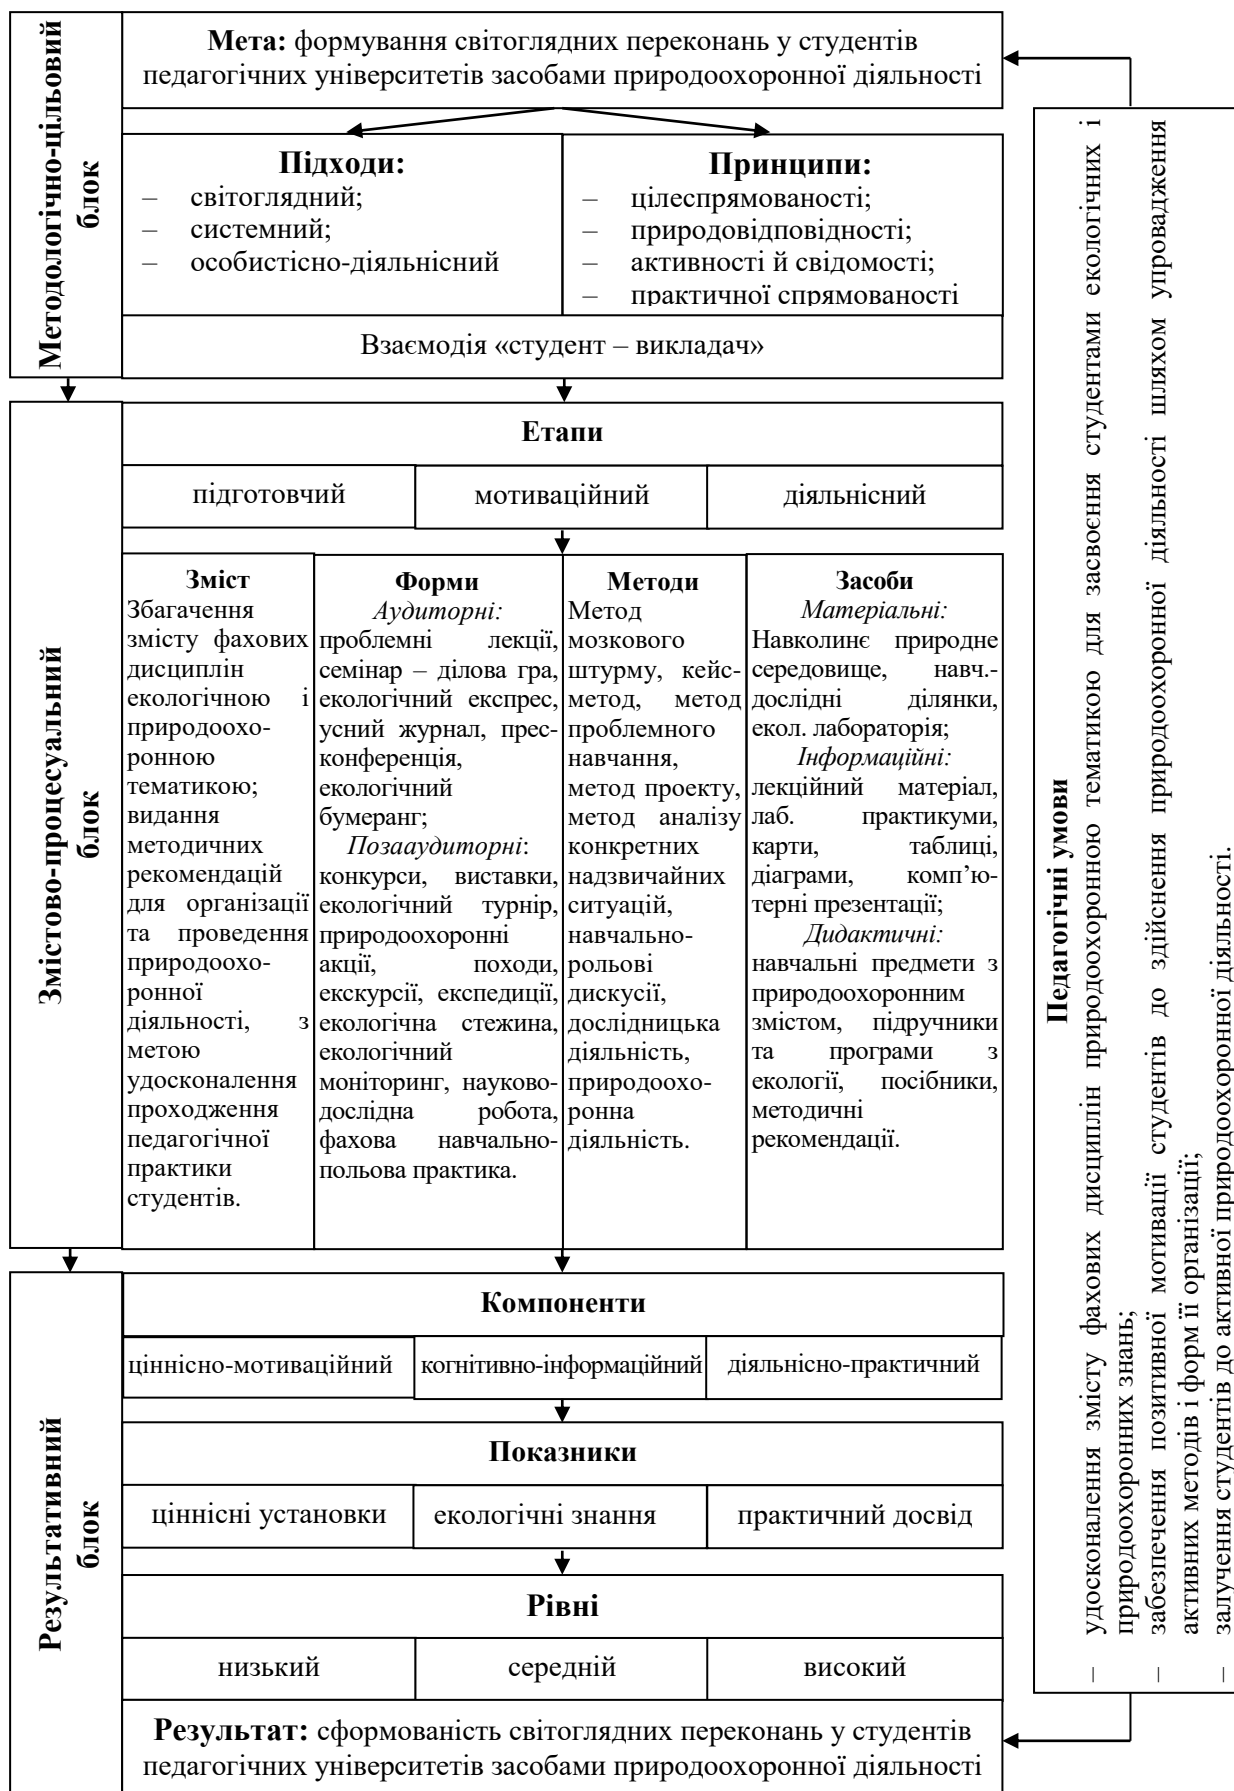 Методологічно-цільовий
блок
Мета: формування світоглядних переконань у студентів
педагогічних університетів засобами природоохоронної діяльності
Підходи:
– світоглядний;
– системний;
– особистісно-діяльнісний
Принципи:
– цілеспрямованості;
– природовідповідності;
– активності й свідомості;
– практичної спрямованості
Взаємодія «студент – викладач»
Змістово-процесуальний
блок
Етапи
підготовчий
мотиваційний
діяльнісний
Зміст
Збагачення
змісту фахових
дисциплін
екологічною і
природоохо-
ронною
тематикою;
видання
методичних
рекомендацій
для організації
та проведення
природоохо-
ронної
діяльності, з
метою
удосконалення
проходження
педагогічної
практики
студентів.
Форми
Аудиторні:
проблемні лекції,
семінар – ділова гра,
екологічний експрес,
усний журнал, прес-
конференція,
екологічний
бумеранг;
Позааудиторні:
конкурси, виставки,
екологічний турнір,
природоохоронні
акції, походи,
екскурсії, експедиції,
екологічна стежина,
екологічний
моніторинг, науково-
дослідна робота,
фахова навчально-
польова практика.
Методи
Метод
мозкового
штурму, кейс-
метод, метод
проблемного
навчання,
метод проекту,
метод аналізу
конкретних
надзвичайних
ситуацій,
навчально-
рольові
дискусії,
дослідницька
діяльність,
природоохо-
ронна
діяльність.
Засоби
Матеріальні:
Навколинє природне
середовище, навч.-
дослідні ділянки,
екол. лабораторія;
Інформаційні:
лекційний матеріал,
лаб. практикуми,
карти, таблиці,
діаграми, комп’ю-
терні презентації;
Дидактичні:
навчальні предмети з
природоохоронним
змістом, підручники
та програми з
екології, посібники,
методичні
рекомендації.
Результативний
блок
Компоненти
ціннісно-мотиваційний
когнітивно-інформаційний
діяльнісно-практичний
Показники
ціннісні установки
екологічні знання
практичний досвід
Рівні
низький
середній
високий
Результат: сформованість світоглядних переконань у студентів
педагогічних університетів засобами природоохоронної діяльності
Педагогічні умови
– удосконалення змісту фахових дисциплін природоохоронною тематикою для засвоєння студентами екологічних і
природоохоронних знань;
– забезпечення позитивної мотивації студентів до здійснення природоохоронної діяльності шляхом упровадження
активних методів і форм її організації;
– залучення студентів до активної природоохоронної діяльності.